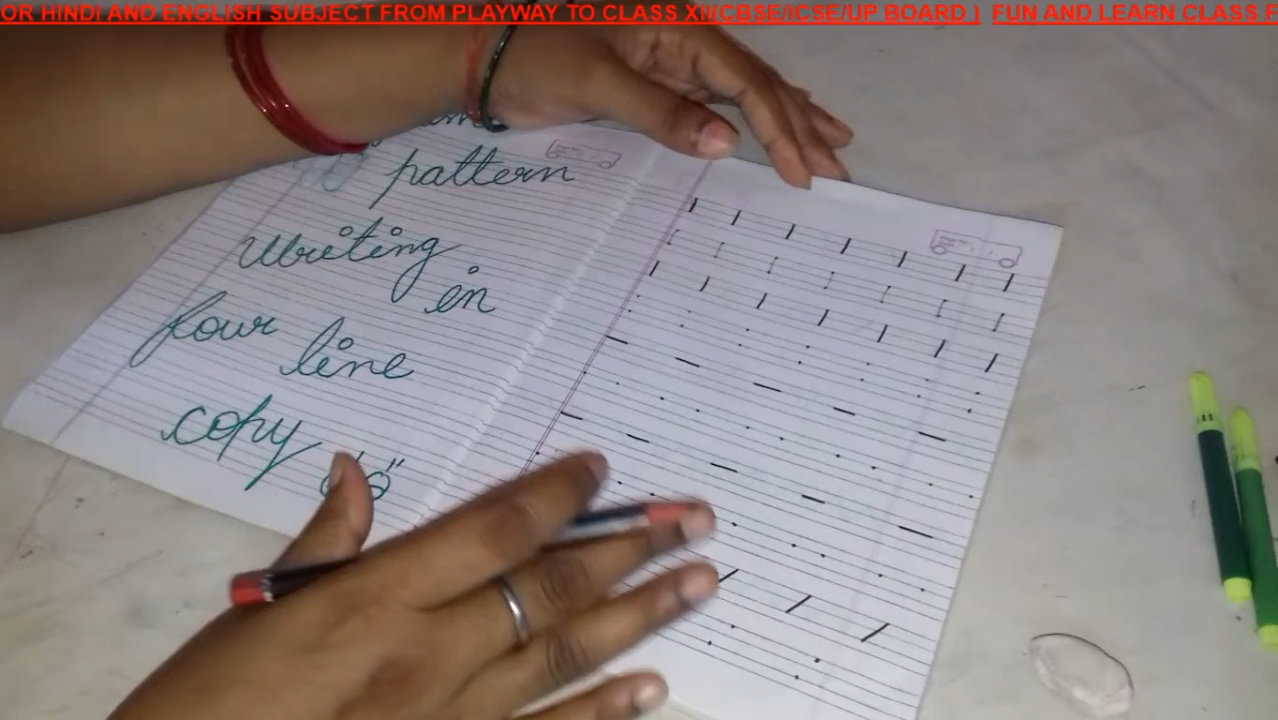 OR HINDI AND ENGLISH SUBJECT FROM PLAYWAY TO CLASS XII(CBSE/ICSE/UP BOARD ) FUN AND LEARN CLASS F
pattern
Writing
in
four
line
copy